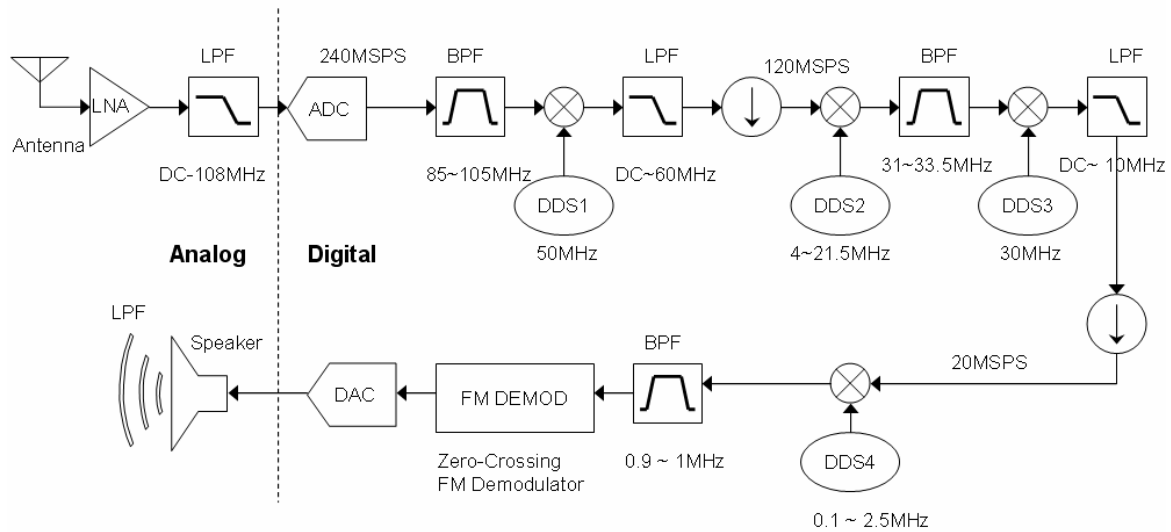 LPF
240MSPS
BPF
LPF
120MSPS
BPF
LPF
LNA
ADC
Antenna
DC-108MHz
85~105MHz
DC~60MHz
31~33.5MHz
DC~ 10MHz
DDS1
DDS2
DDS3
Analog
Digital
50MHz
4~21.5MHz
30MHz
LPF
Speaker
BPF
20MSPS
DAC
FM DEMOD
Zero-Crossing
FM Demodulator
0.9 ~ 1MHz
DDS4
0.1 ~ 2.5MHz